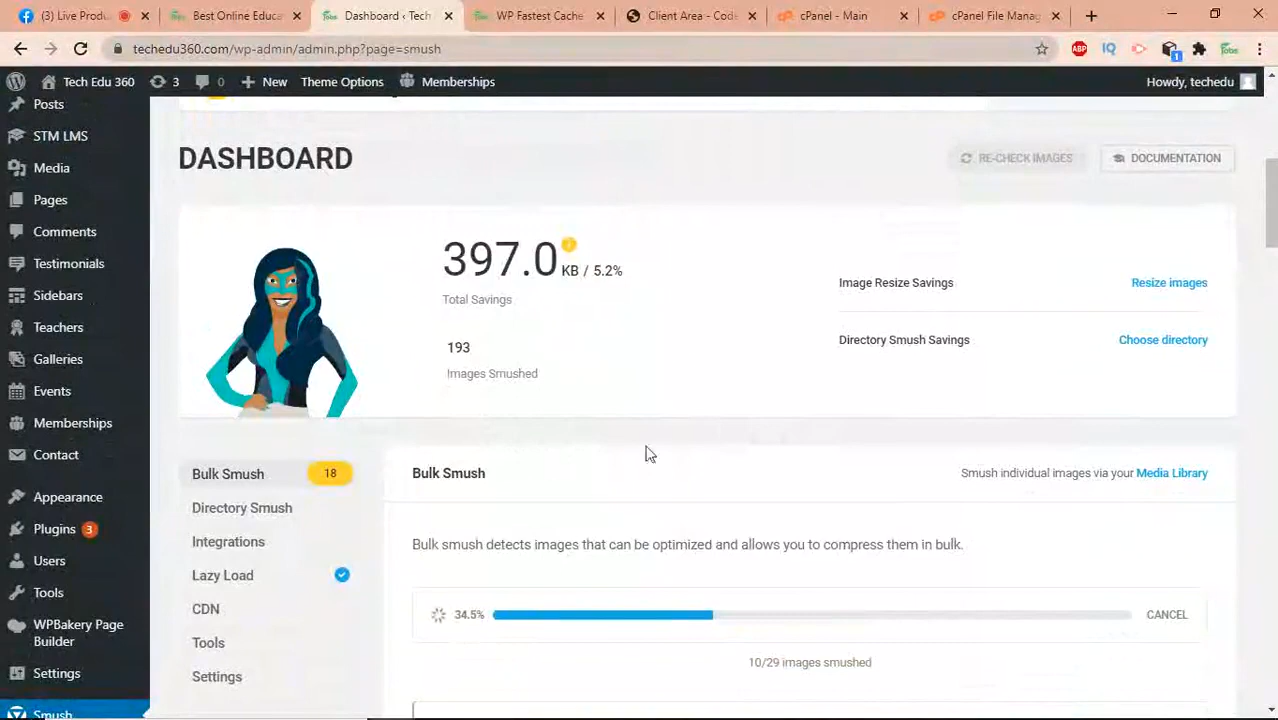 (3) Live Produ
Best Online Educa
Dashboard ‹ Tech
WP Fastest Cache
Client Area - Code
cPanel - Main
cPanel File Manag
techedu360.com/wp-admin/admin.php?page=smush
ABP
IQ
1
Jobs
Tech Edu 360
3
0
New
Theme Options
Memberships
Howdy, techedu
Posts
STM LMS
Media
Pages
Comments
Testimonials
Sidebars
Teachers
Galleries
Events
Memberships
Contact
Appearance
Plugins 3
Users
Tools
WPBakery Page
Builder
Settings
Smush
DASHBOARD
RE-CHECK IMAGES
DOCUMENTATION
397.0 KB / 5.2%
Total Savings
193
Images Smushed
Image Resize Savings
Resize images
Directory Smush Savings
Choose directory
Bulk Smush 18
Directory Smush
Integrations
Lazy Load
CDN
Tools
Settings
Bulk Smush
Smush individual images via your Media Library
Bulk smush detects images that can be optimized and allows you to compress them in bulk.
34.5%
CANCEL
10/29 images smushed